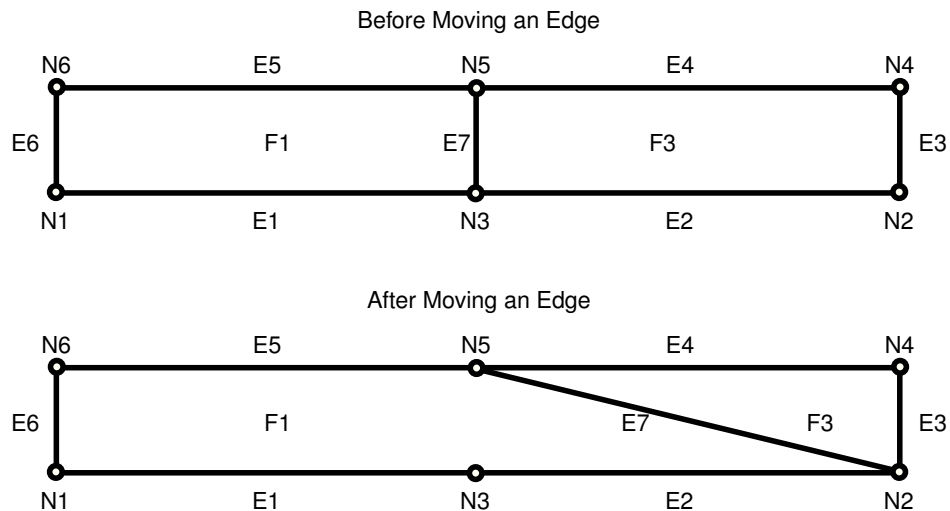 Before Moving an Edge
N6 E5 N5 E4 N4
E6 F1 E7 F3 E3
N1 E1 N3 E2 N2
After Moving an Edge
N6 E5 N5 E4 N4
E6 F1 E7 F3 E3
N1 E1 N3 E2 N2